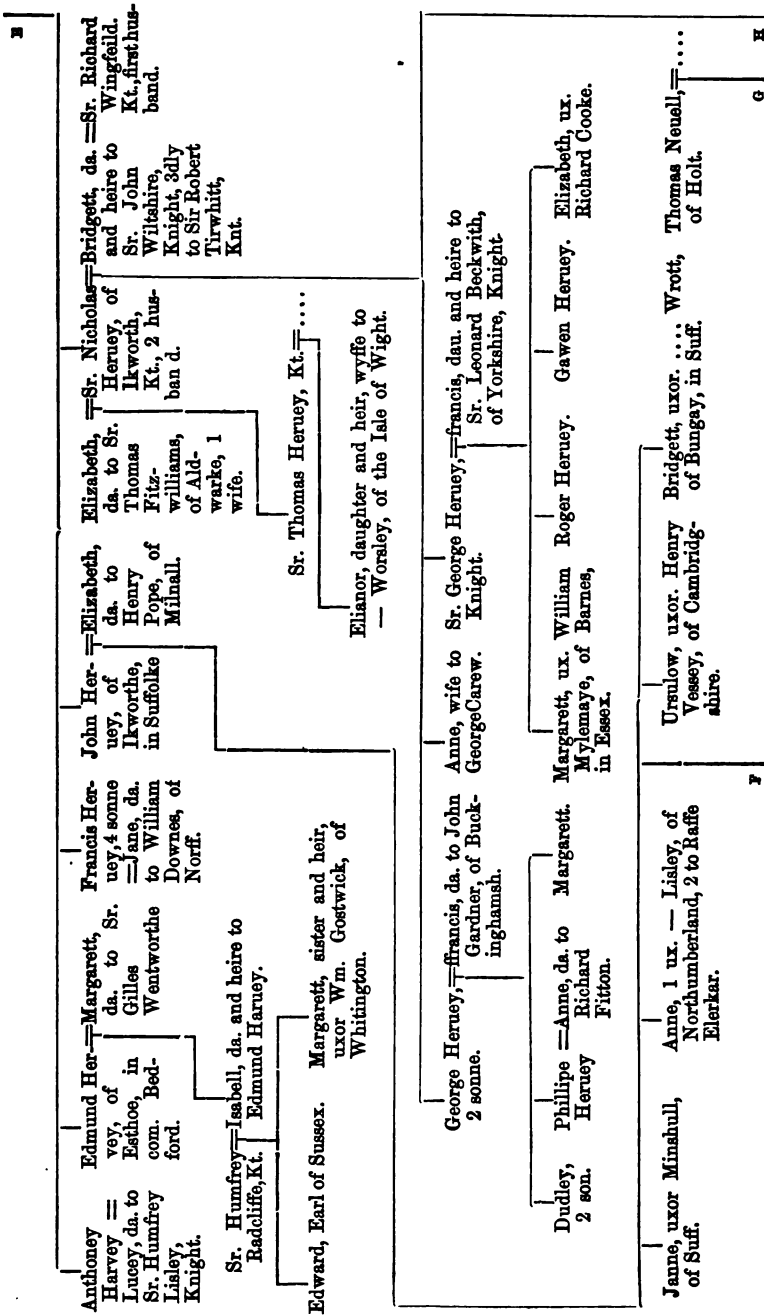 E
Anthoney
Harvey =
Lucey, da. to
Sr. Humfrey
Lisley,
Knight.
Edmund Her-
vey, of
Esthoe, in
com. Bed-
ford.
=Margarett,
da. to Sr.
Gilles
Wentworthe
Francis Her-
uey, 4 sonne
=Jane, da.
to William
Downes, of
Norff.
John Her-
uey, of
Ikworthe,
in Suffolke
=Elizabeth,
da. to
Henry
Pope, of
Milnall.
Elizabeth,
da. to Sr.
Thomas
Fitz-
williams,
of Ald-
warke, 1
wife.
=Sr. Nicholas
Heruey, of
Ikworth,
Kt., 2 hus-
band.
=Bridgett, da.
and heire to
Sr. John
Wiltshire,
Knight, 3dly
to Sir Robert
Tirwhitt,
Knt.
=Sr. Richard
Wingfeild.
Kt., first hus-
band.
Sr. Humfrey
Radcliffe, Kt.
=Isabell, da. and heire to
Edmund Haruey.
Sr. Thomas Heruey, Kt.=....
Edward, Earl of Sussex.
Margarett, sister and heir,
uxor Wm. Gostwick, of
Whitington.
Elianor, daughter and heir, wyffe to
— Worsley, of the Isle of Wight.
George Heruey,
2 sonne.
=ffrancis, da. to John
Gardner, of Buck-
inghamsh.
Anne, wife to
George Carew.
Sr. George Heruey,
Knight.
=francis, dau. and heire to
Sr. Leonard Beckwith,
of Yorkshire, Knight.
Dudley,
2 son.
Phillipe
Heruey
=Anne, da. to
Richard
Fitton.
Margarett.
Margarett, ux. William
Mylemaye, of Barnes,
in Essex.
Roger Heruey.
Gawen Heruey.
Elizabeth, ux.
Richard Cooke.
Janne, uxor Minshull,
of Suff.
Anne, 1 ux. — Lisley, of
Northumberland, 2 to Raffe
Elerkar.
Ursulow, uxor. Henry
Vessey, of Cambridg-
shire.
Bridgett, uxor. .... Wrott,
of Bungay, in Suff.
Thomas Neuell,=....
of Holt.
F
G
H